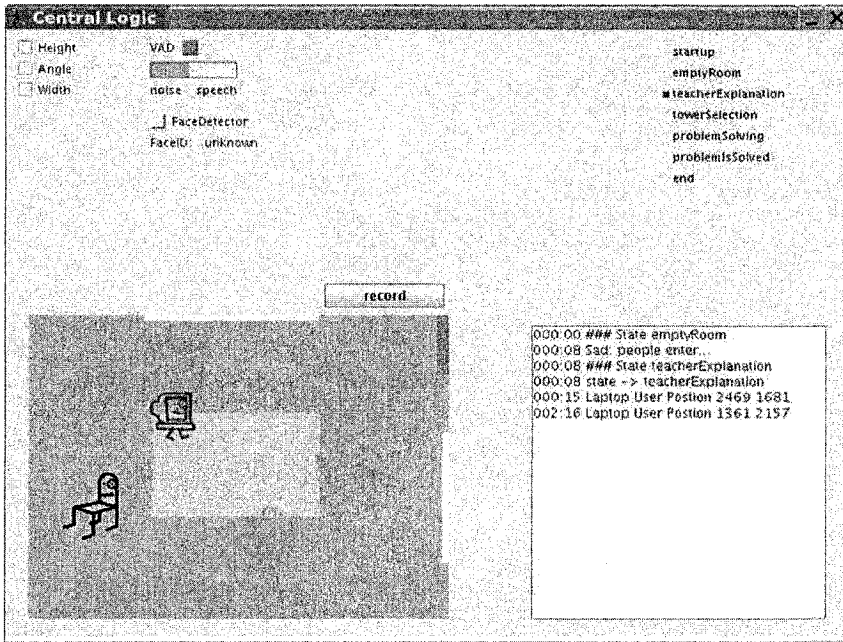 Central Logic
Height
Angle
Width
VAD
noise speech
FaceDetector
FaceID: unknown
startup
emptyRoom
teacherExplanation
towerSelection
problemSolving
problemIsSolved
end
record
000:00 ### State emptyRoom
000:08 Sad: people enter...
000:08 ### State teacherExplanation
000:08 state -> teacherExplanation
000:15 Laptop User Postion 2469 1681
002:16 Laptop User Postion 1361 2157